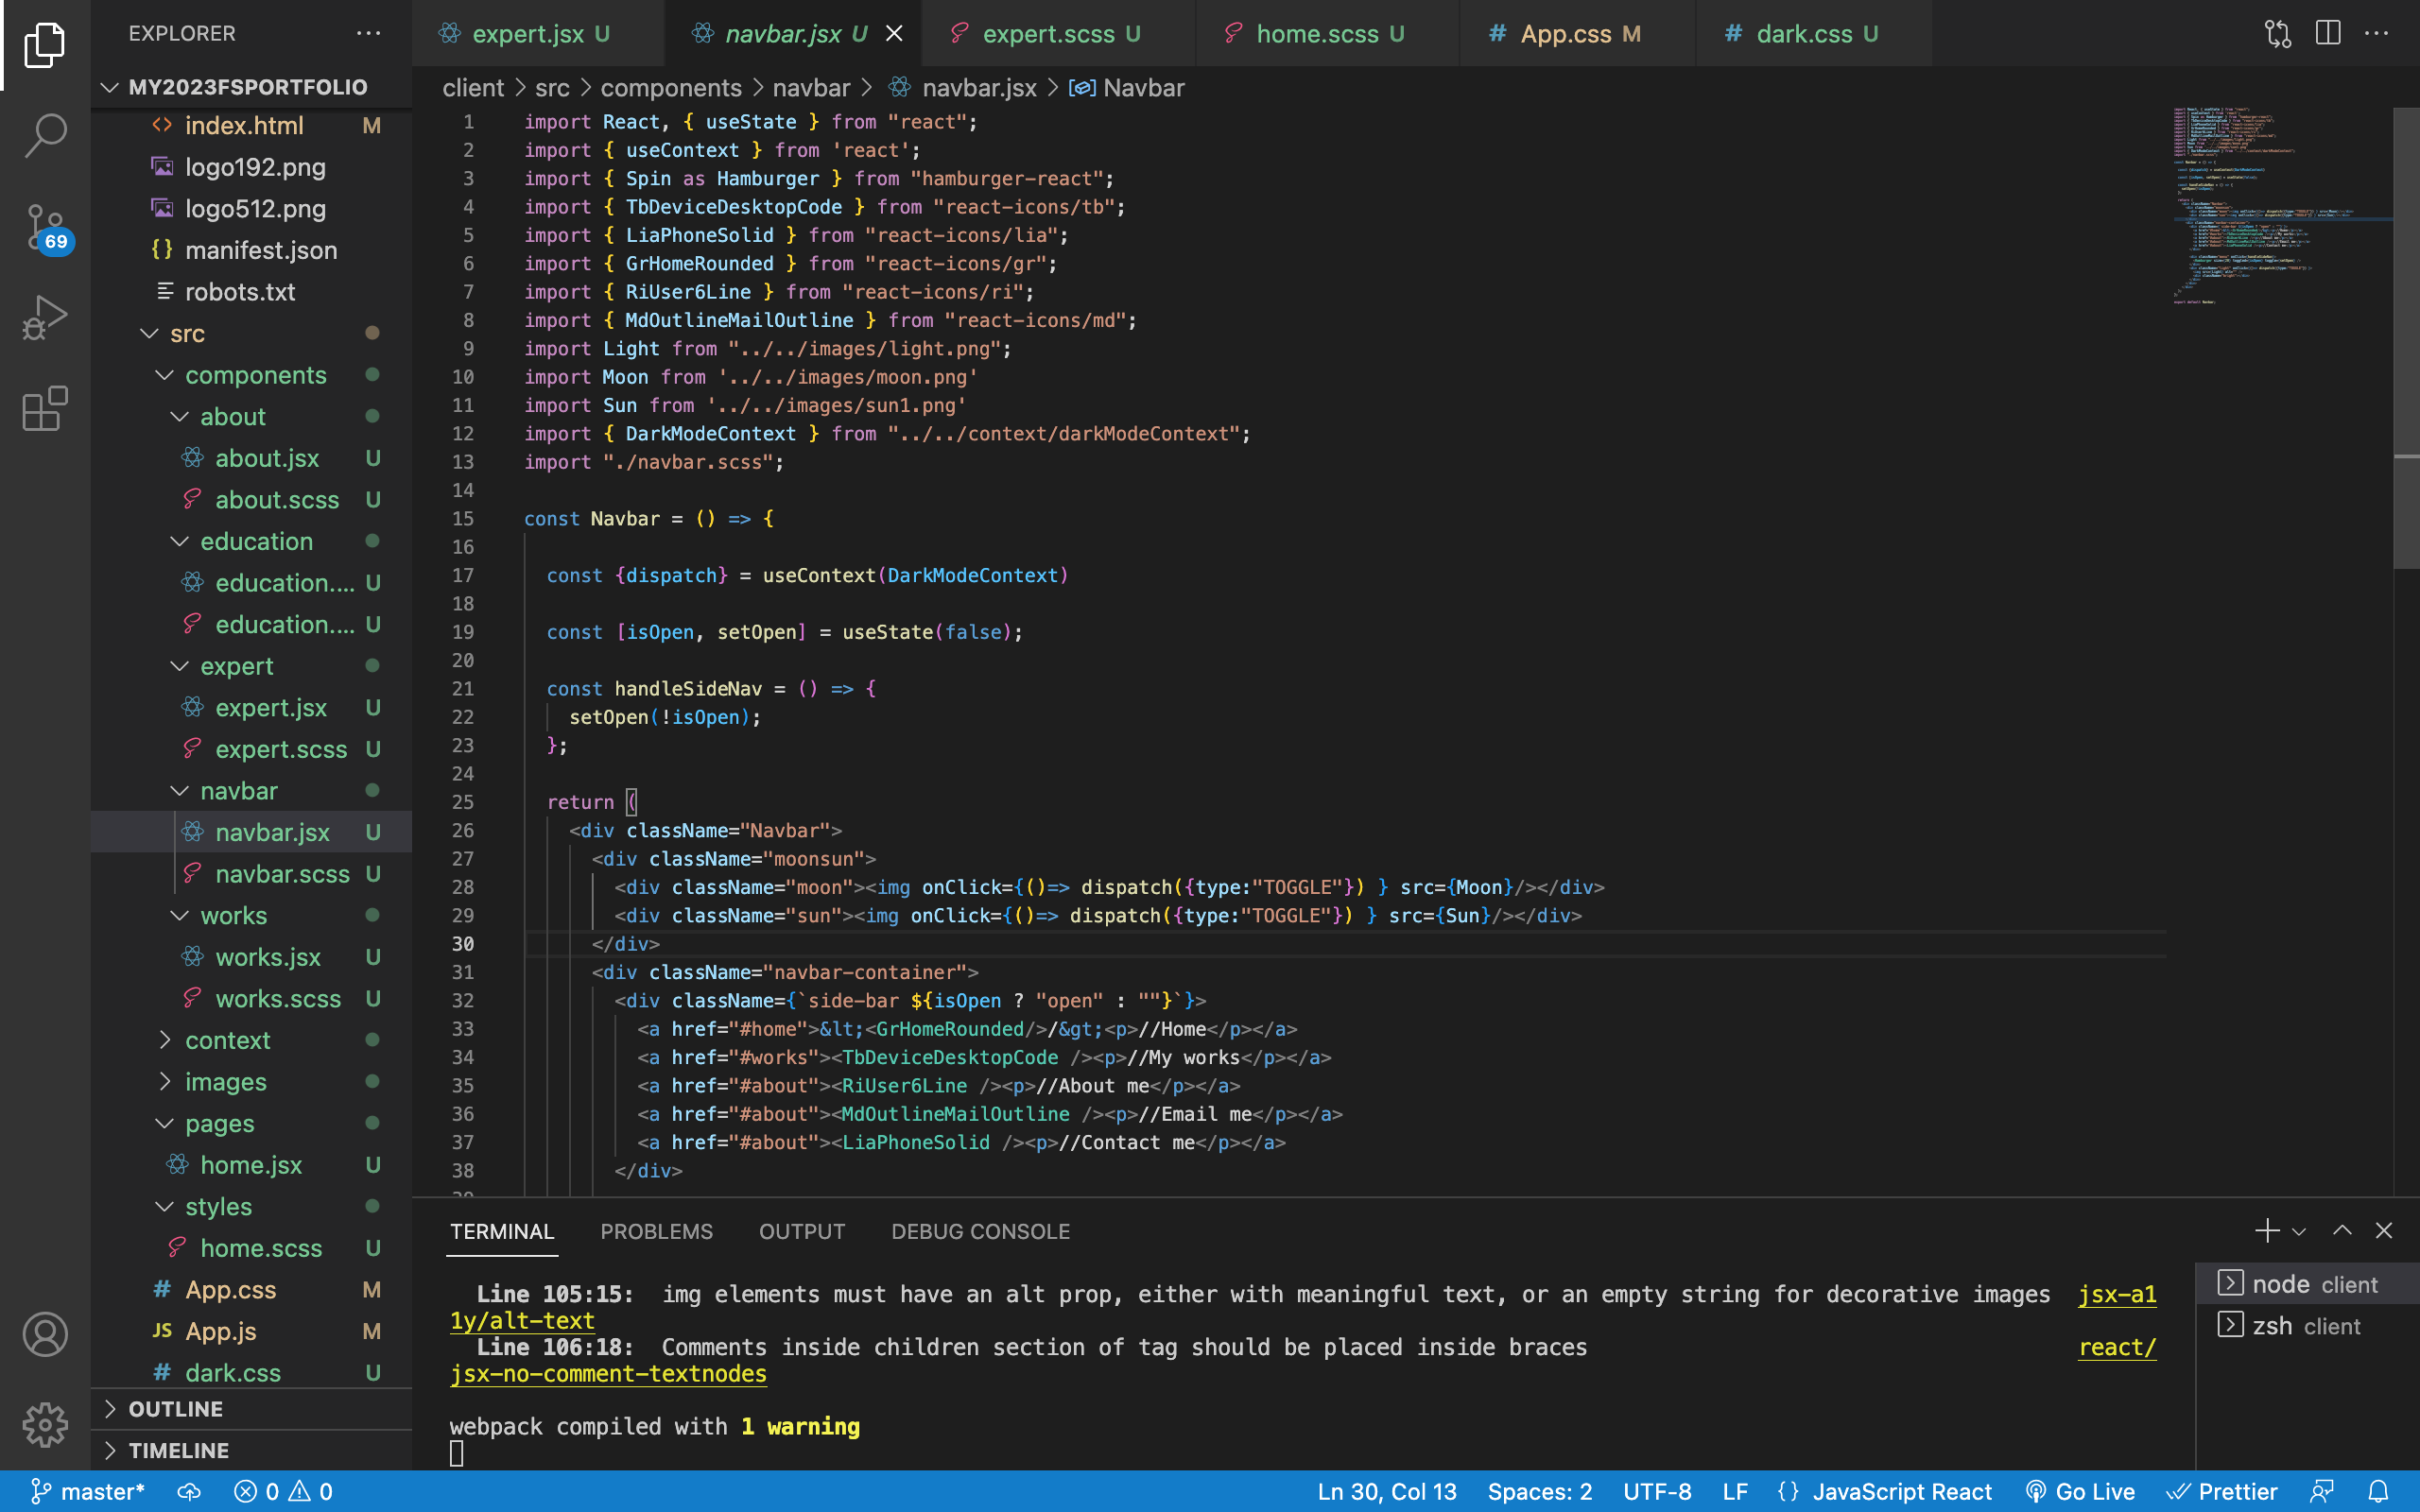 EXPLORER
MY2023FSPORTFOLIO
index.html M
logo192.png
logo512.png
{} manifest.json
robots.txt
src
components
about
about.jsx U
about.scss U
education
education.... U
education.... U
expert
expert.jsx U
expert.scss U
navbar
navbar.jsx U
navbar.scss U
works
works.jsx U
works.scss U
context
images
pages
home.jsx U
styles
home.scss U
# App.css M
JS App.js M
# dark.css U
OUTLINE
TIMELINE
69
expert.jsx U
navbar.jsx U
expert.scss U
home.scss U
# App.css M
# dark.css U
client > src > components > navbar > navbar.jsx > Navbar
1 import React, { useState } from "react";
2 import { useContext } from 'react';
3 import { Spin as Hamburger } from "hamburger-react";
4 import { TbDeviceDesktopCode } from "react-icons/tb";
5 import { LiaPhoneSolid } from "react-icons/lia";
6 import { GrHomeRounded } from "react-icons/gr";
7 import { RiUser6Line } from "react-icons/ri";
8 import { MdOutlineMailOutline } from "react-icons/md";
9 import Light from "../../images/light.png";
10 import Moon from '../../images/moon.png'
11 import Sun from '../../images/sun1.png'
12 import { DarkModeContext } from "../../context/darkModeContext";
13 import "./navbar.scss";
14
15 const Navbar = () => {
16
17 const {dispatch} = useContext(DarkModeContext)
18
19 const [isOpen, setOpen] = useState(false);
20
21 const handleSideNav = () => {
22 setOpen(!isOpen);
23 };
24
25 return (
26 <div className="Navbar">
27 <div className="moonsun">
28 <div className="moon"><img onClick={()=> dispatch({type:"TOGGLE"}) } src={Moon}/></div>
29 <div className="sun"><img onClick={()=> dispatch({type:"TOGGLE"}) } src={Sun}/></div>
30 </div>
31 <div className="navbar-container">
32 <div className={`side-bar ${isOpen ? "open" : ""}`}>
33 <a href="#home">&lt;<GrHomeRounded/>/&gt;<p>//Home</p></a>
34 <a href="#works"><TbDeviceDesktopCode /><p>//My works</p></a>
35 <a href="#about"><RiUser6Line /><p>//About me</p></a>
36 <a href="#about"><MdOutlineMailOutline /><p>//Email me</p></a>
37 <a href="#about"><LiaPhoneSolid /><p>//Contact me</p></a>
38 </div>
TERMINAL PROBLEMS OUTPUT DEBUG CONSOLE
Line 105:15: img elements must have an alt prop, either with meaningful text, or an empty string for decorative images jsx-a1
1y/alt-text
Line 106:18: Comments inside children section of tag should be placed inside braces react/
jsx-no-comment-textnodes
webpack compiled with 1 warning
node client
zsh client
master* 0 0 Ln 30, Col 13 Spaces: 2 UTF-8 LF {} JavaScript React Go Live Prettier